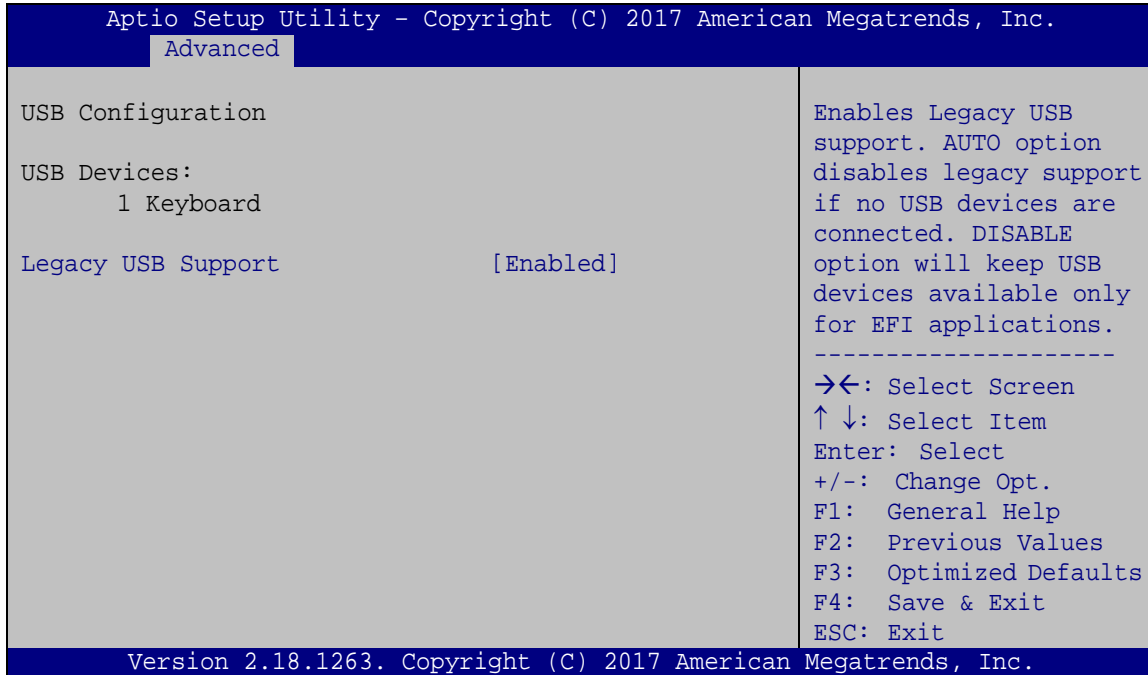 Aptio Setup Utility – Copyright (C) 2017 American Megatrends, Inc.
Advanced
USB Configuration
USB Devices:
1 Keyboard
Legacy USB Support [Enabled]
Enables Legacy USB
support. AUTO option
disables legacy support
if no USB devices are
connected. DISABLE
option will keep USB
devices available only
for EFI applications.
---------------------
→←: Select Screen
↑ ↓: Select Item
Enter: Select
+/-: Change Opt.
F1: General Help
F2: Previous Values
F3: Optimized Defaults
F4: Save & Exit
ESC: Exit
Version 2.18.1263. Copyright (C) 2017 American Megatrends, Inc.